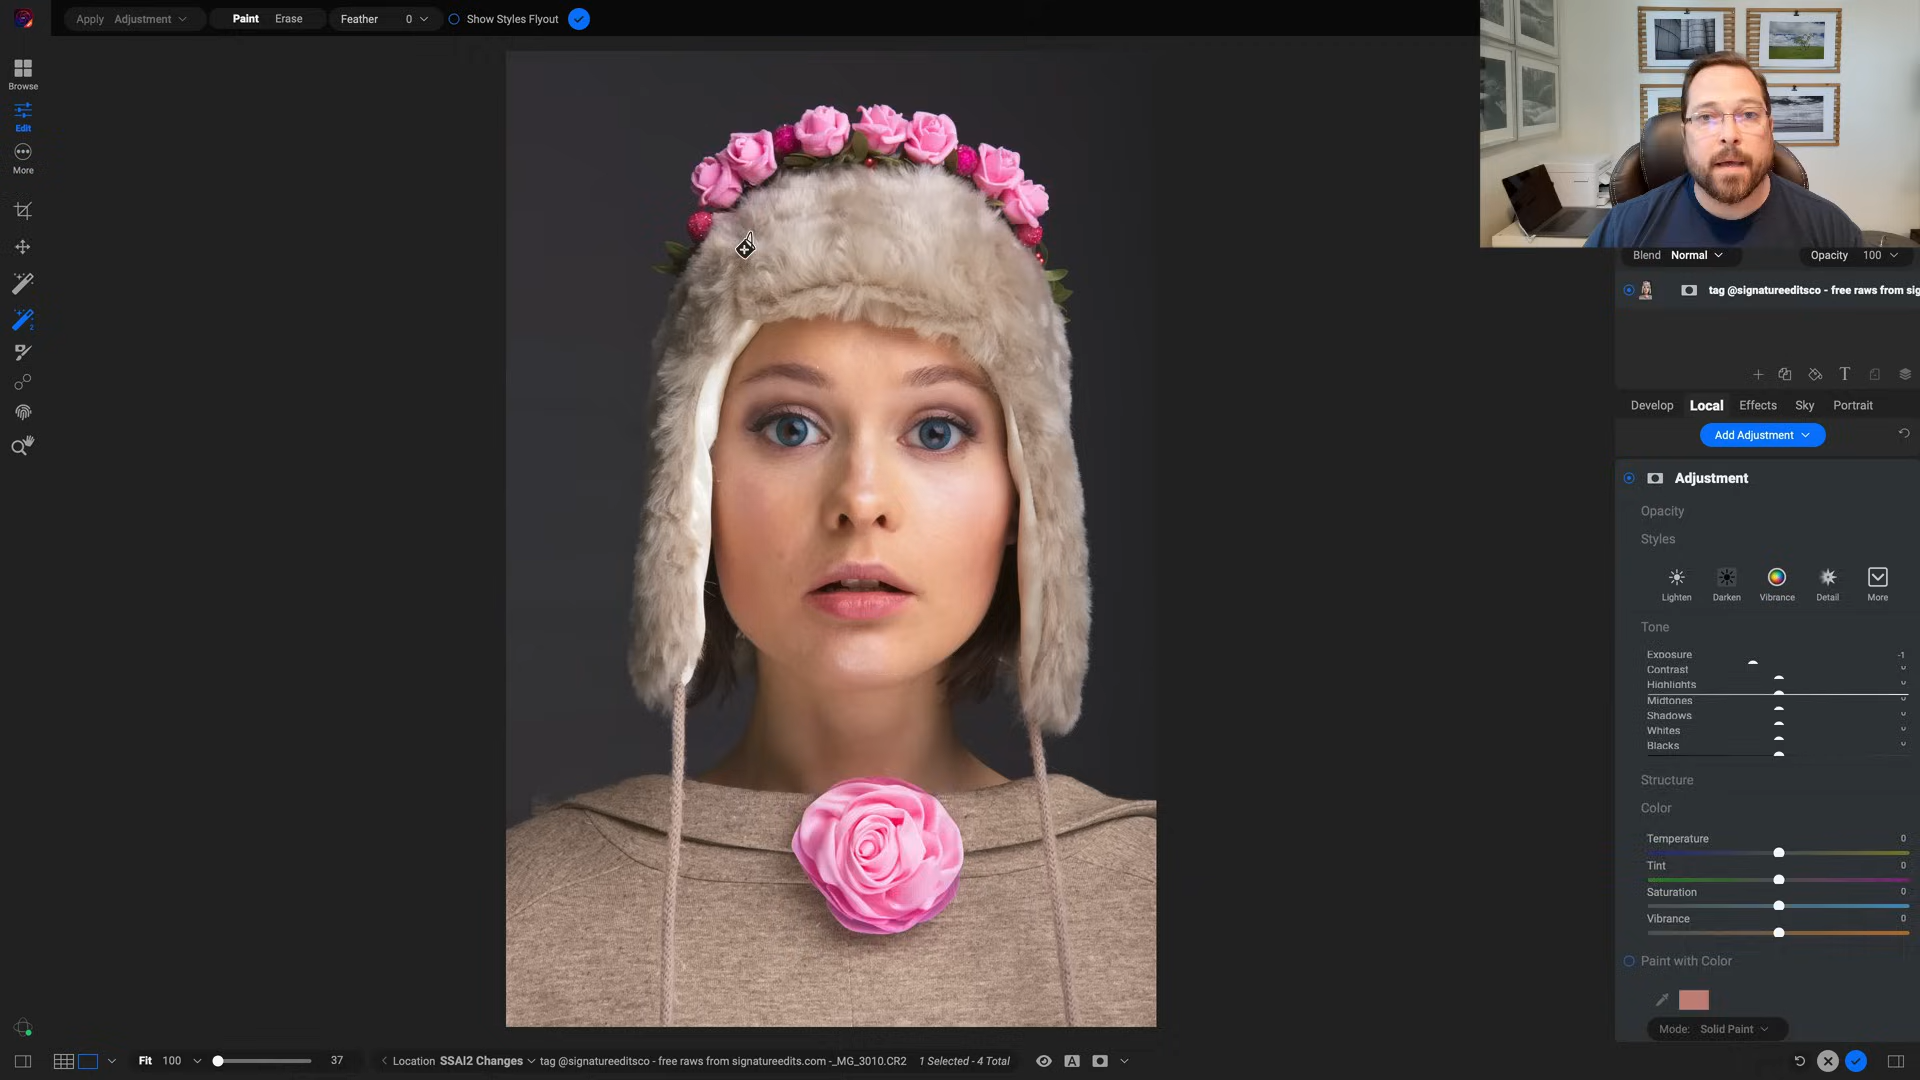 Apply Adjustment Paint Erase Feather 0 Show Styles Flyout
Browse
Edit
More
2
Blend Normal Opacity 100
tag @signatureeditsco - free raws from sig
T
Develop Local Effects Sky Portrait
Add Adjustment
Adjustment
Opacity
Styles
Lighten Darken Vibrance Detail More
Tone
Exposure -1
Contrast
Highlights
Midtones
Shadows
Whites
Blacks
Structure
Color
Temperature 0
Tint 0
Saturation 0
Vibrance 0
Paint with Color
Mode: Solid Paint
Fit 100 37 Location SSAI2 Changes tag @signatureeditsco - free raws from signatureedits.com -_MG_3010.CR2 1 Selected - 4 Total A